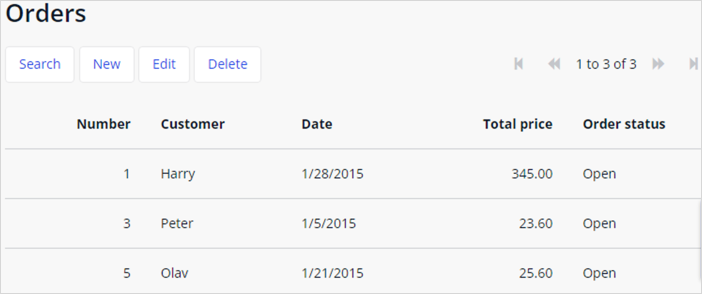 Orders
Search New Edit Delete 1 to 3 of 3
Number Customer Date Total price Order status
1 Harry 1/28/2015 345.00 Open
3 Peter 1/5/2015 23.60 Open
5 Olav 1/21/2015 25.60 Open